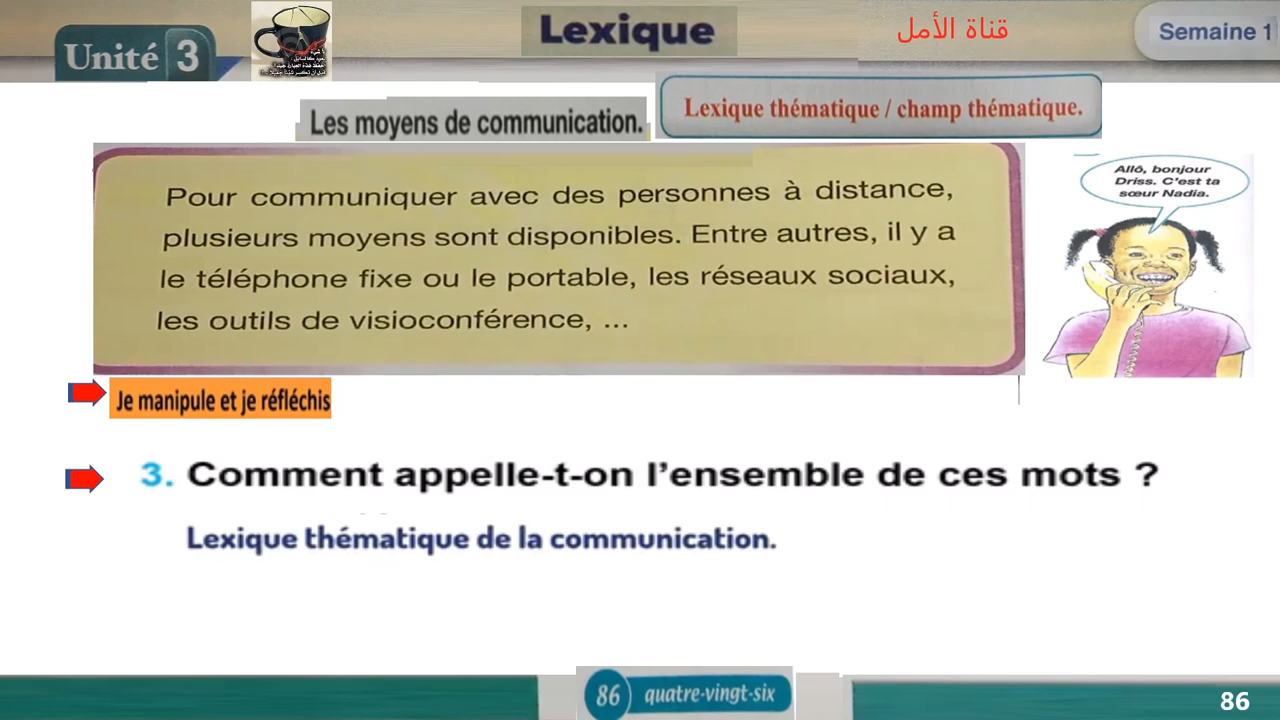 Unité 3
Lexique
قناة الأمل
Semaine 1
Les moyens de communication.
Lexique thématique / champ thématique.
Pour communiquer avec des personnes à distance,
plusieurs moyens sont disponibles. Entre autres, il y a
le téléphone fixe ou le portable, les réseaux sociaux,
les outils de visioconférence, ...
Allô, bonjour
Driss. C'est ta
sœur Nadia.
Je manipule et je réfléchis
3. Comment appelle-t-on l'ensemble de ces mots ?
Lexique thématique de la communication.
86 quatre-vingt-six
86